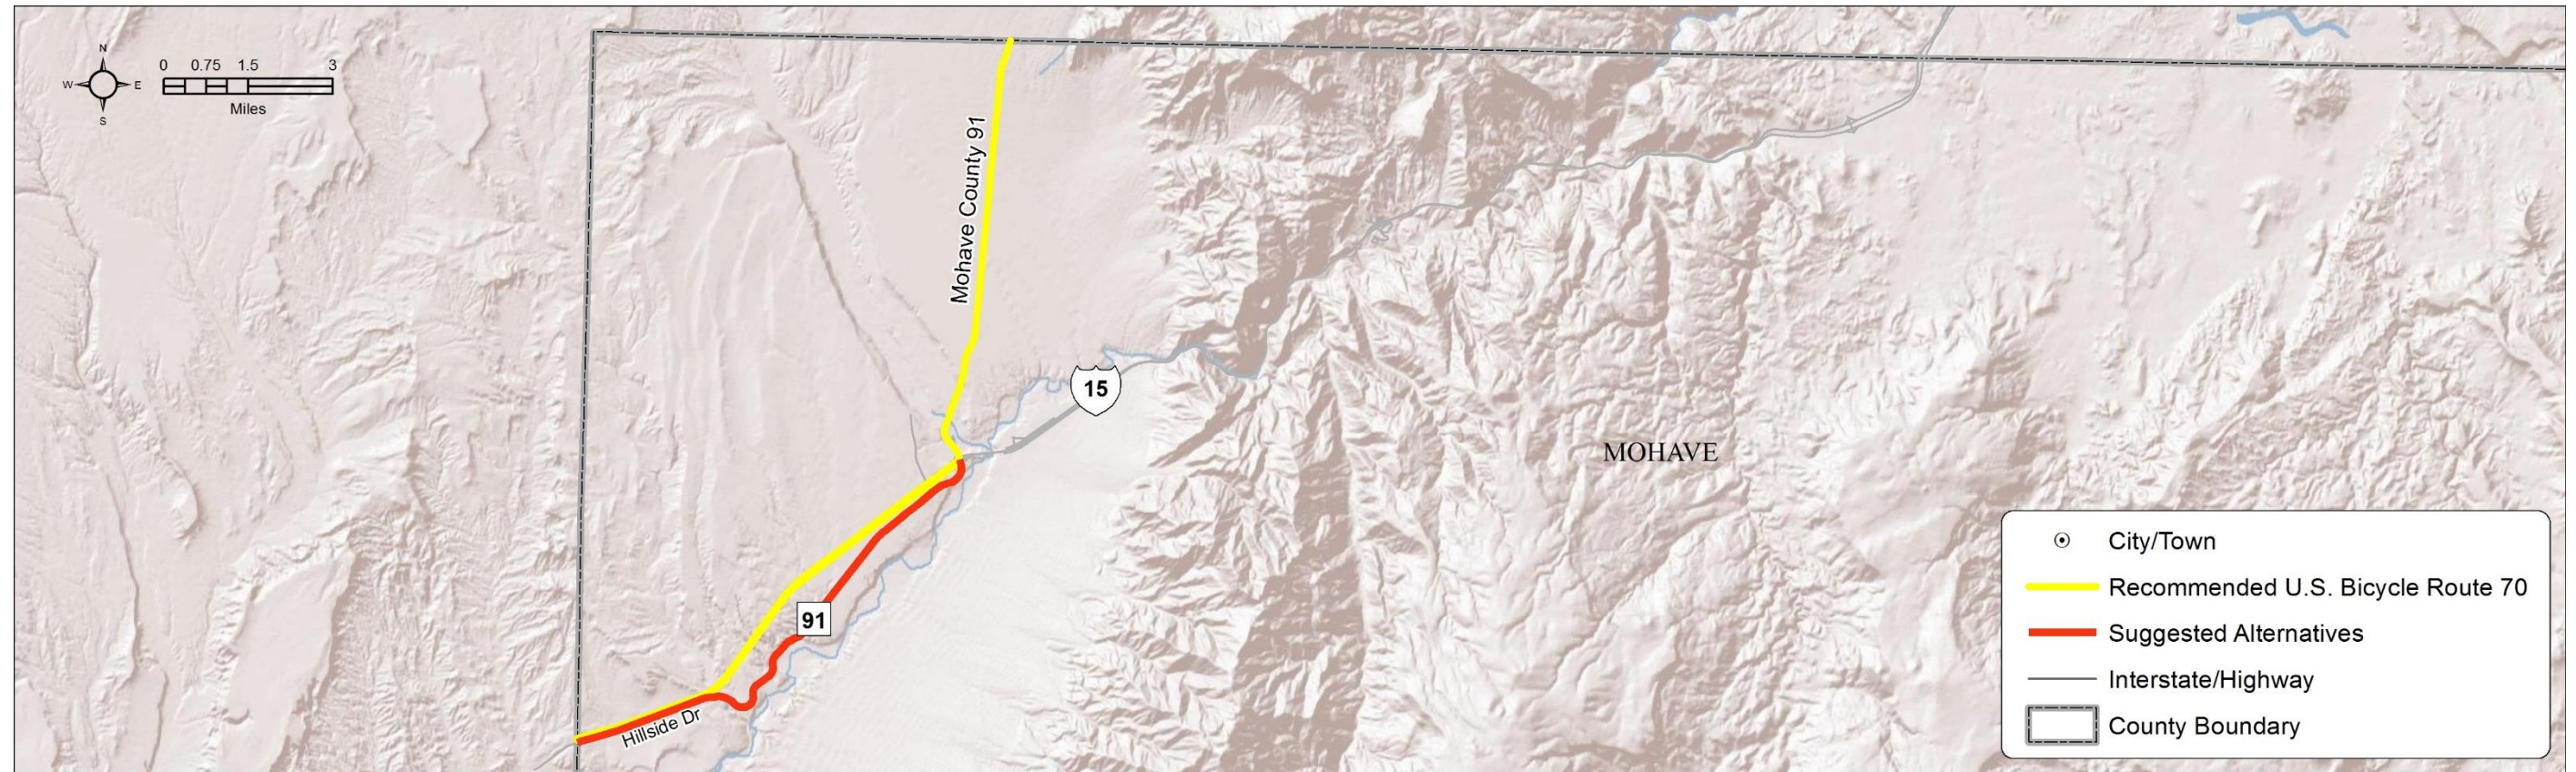 N
W E
S
0 0.75 1.5 3
Miles
Mohave County 91
15
MOHAVE
91
Hillside Dr
City/Town
Recommended U.S. Bicycle Route 70
Suggested Alternatives
Interstate/Highway
County Boundary